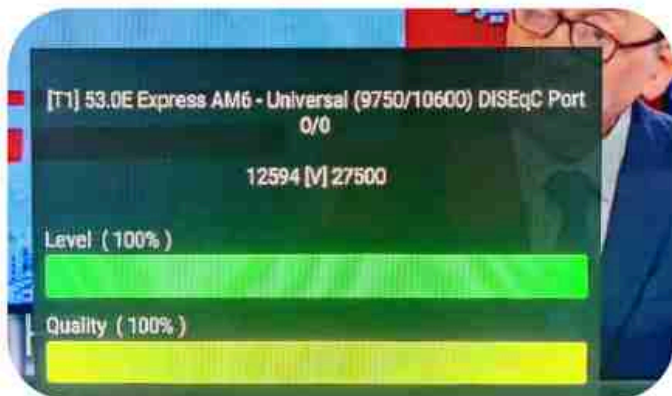 [T1] 53.0E Express AM6 - Universal (9750/10600) DISEqC Port
0/0
12594 [V] 27500
Level ( 100% )
Quality ( 100% )